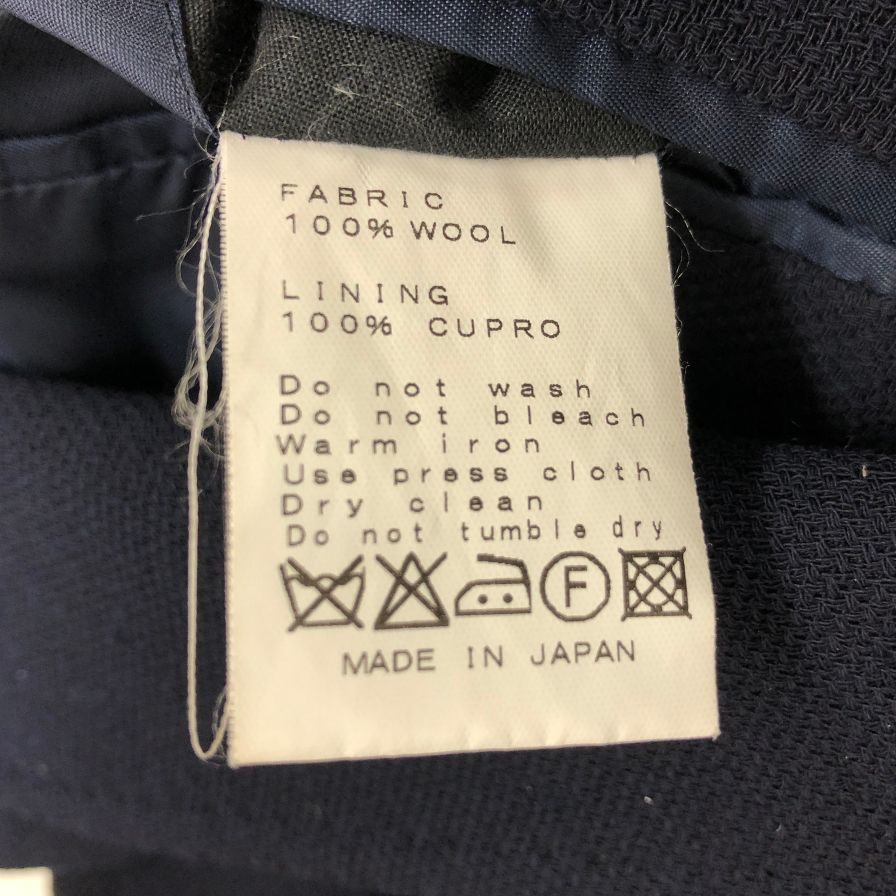 FABRIC
100% WOOL
LINING
100% CUPRO
Do not wash
Do not bleach
Warm iron
Use press cloth
Dry clean
Do not tumble dry
F
MADE IN JAPAN